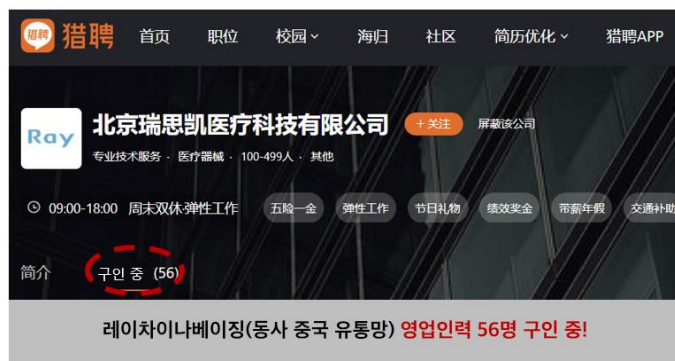 猎聘 猎聘 首页 职位 校园 海归 社区 简历优化 猎聘APP
Ray
北京瑞思凯医疗科技有限公司 +关注 屏蔽该公司
专业技术服务 · 医疗器械 · 100-499人 · 其他
09:00-18:00 周末双休·弹性工作 五险一金 弹性工作 节日礼物 绩效奖金 带薪年假 交通补助
简介 구인 중 (56)
레이차이나베이징(동사 중국 유통망) 영업인력 56명 구인 중!